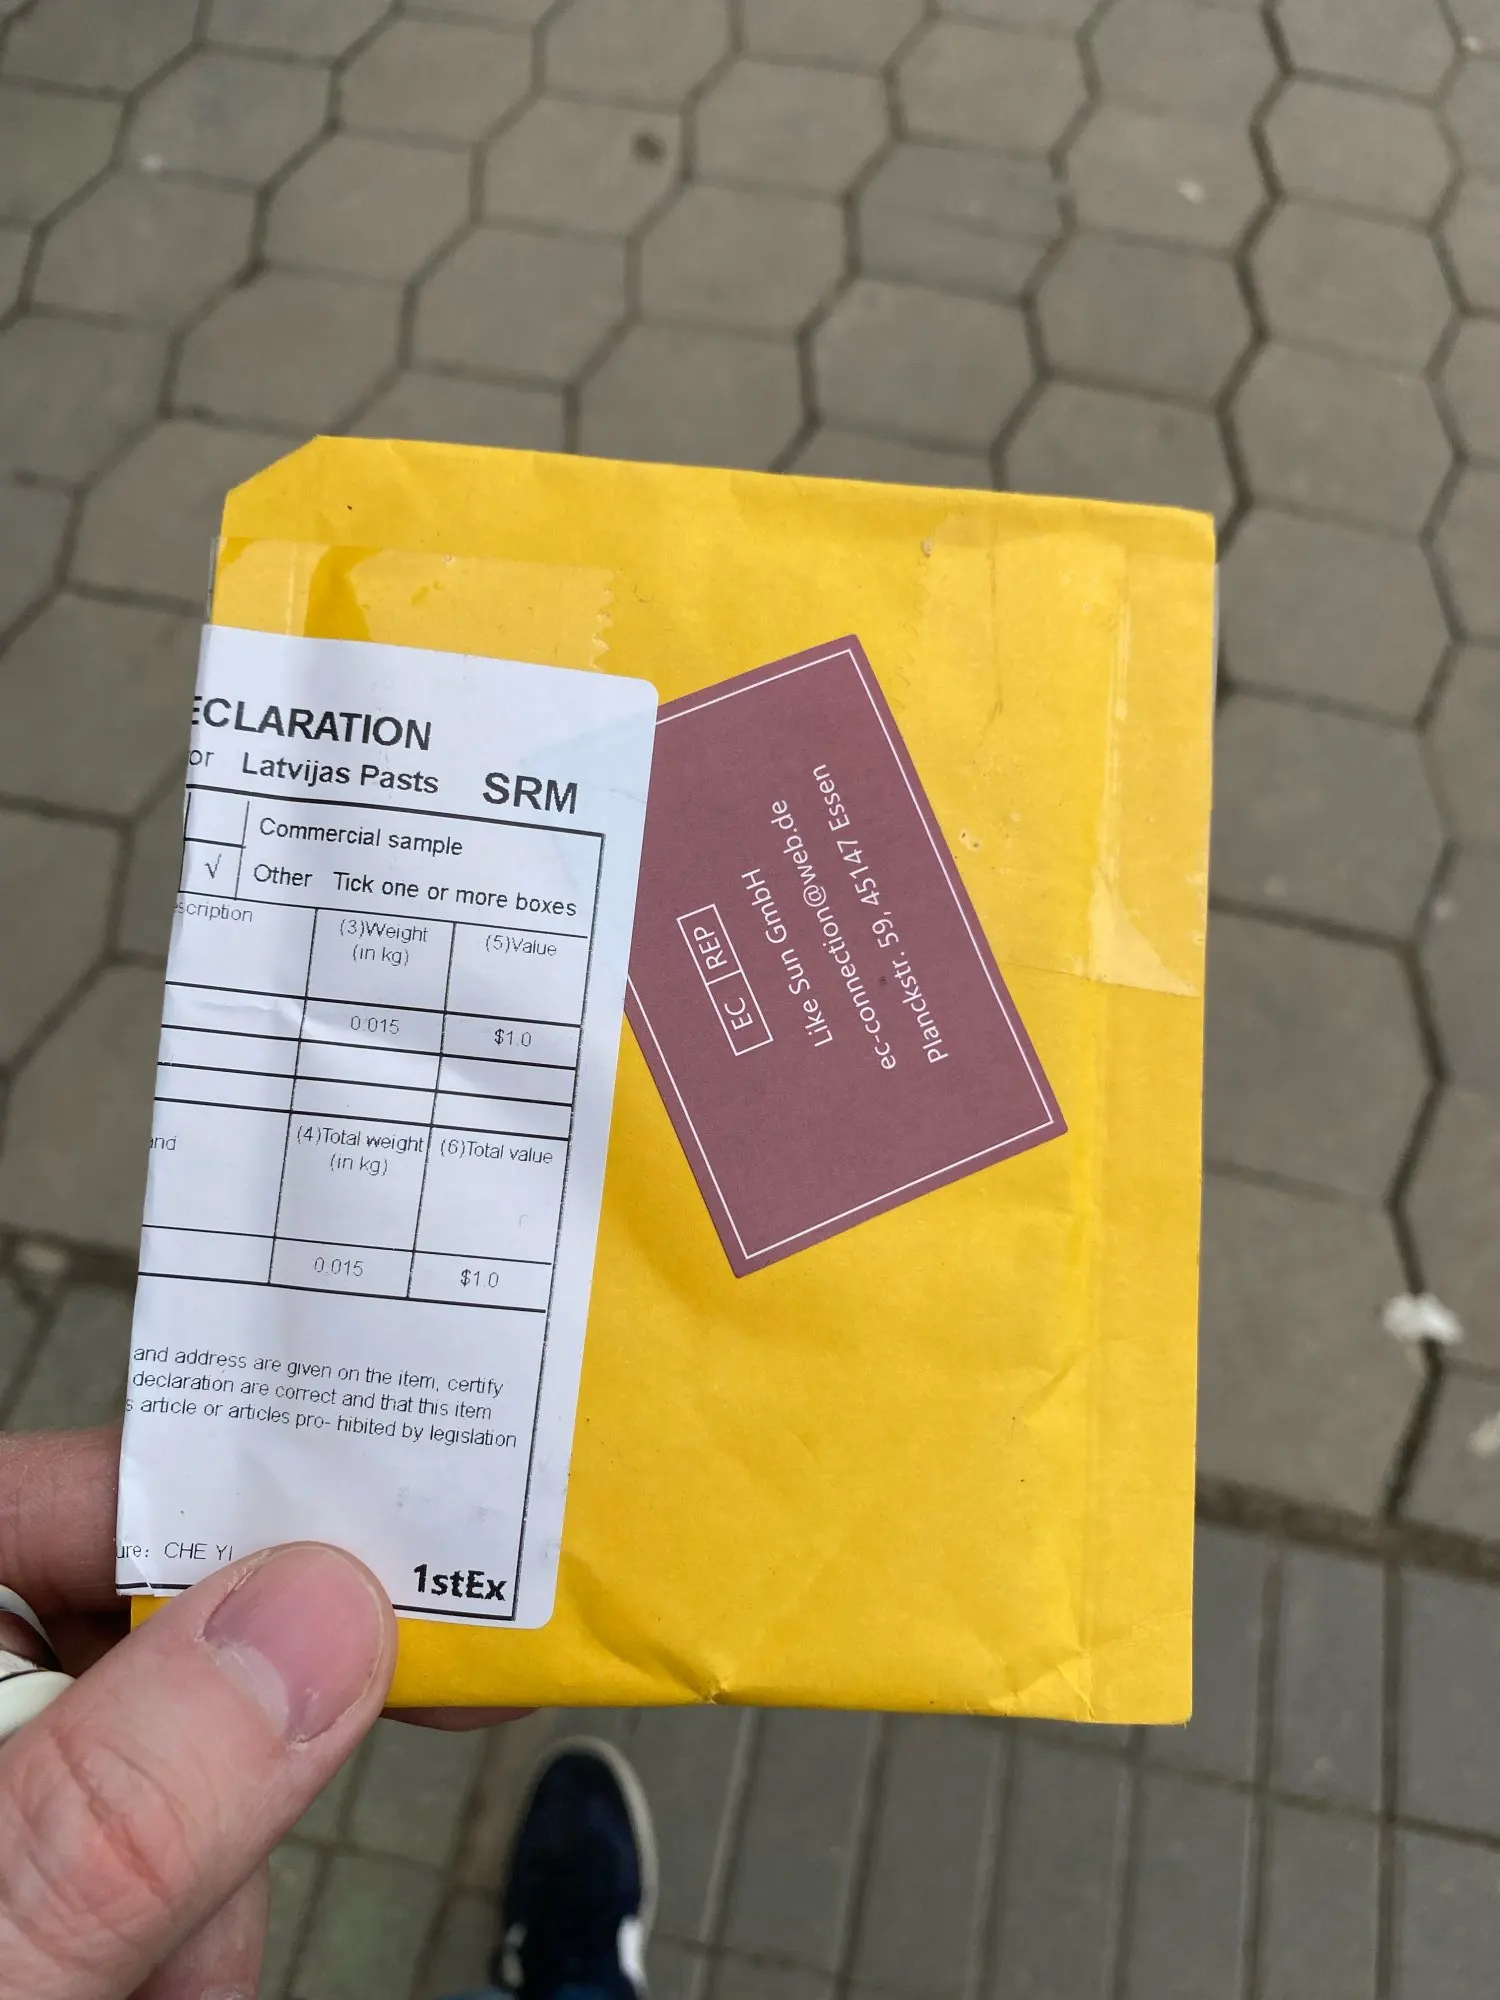 ECLARATION
or Latvijas Pasts SRM
Commercial sample
√ Other Tick one or more boxes
escription
(3)Weight
(in kg)
(5)Value
0.015 $1.0
and
(4)Total weight
(in kg)
(6)Total value
0.015 $1.0
and address are given on the item, certify
declaration are correct and that this item
s article or articles pro- hibited by legislation
ure: CHE YI
1stEx
EC REP
Like Sun GmbH
ec-connection@web.de
Planckstr. 59, 45147 Essen